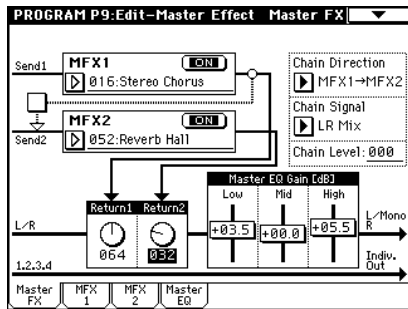 PROGRAM P9:Edit-Master Effect Master FX
Send1
MFX1 ON
016:Stereo Chorus
Send2
MFX2 ON
052:Reverb Hall
Chain Direction
MFX1→MFX2
Chain Signal
LR Mix
Chain Level: 000
L/R
Return1 Return2
064 032
Master EQ Gain [dB]
Low Mid High
+03.5 +00.0 +05.5
L/Mono
R
1.2.3.4
Indiv.
Out
Master FX
MFX 1
MFX 2
Master EQ